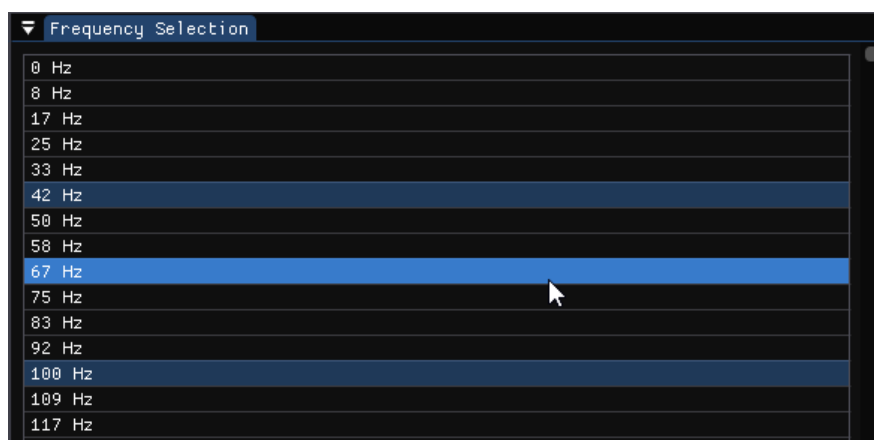 Frequency Selection
0 Hz
8 Hz
17 Hz
25 Hz
33 Hz
42 Hz
50 Hz
58 Hz
67 Hz
75 Hz
83 Hz
92 Hz
100 Hz
109 Hz
117 Hz